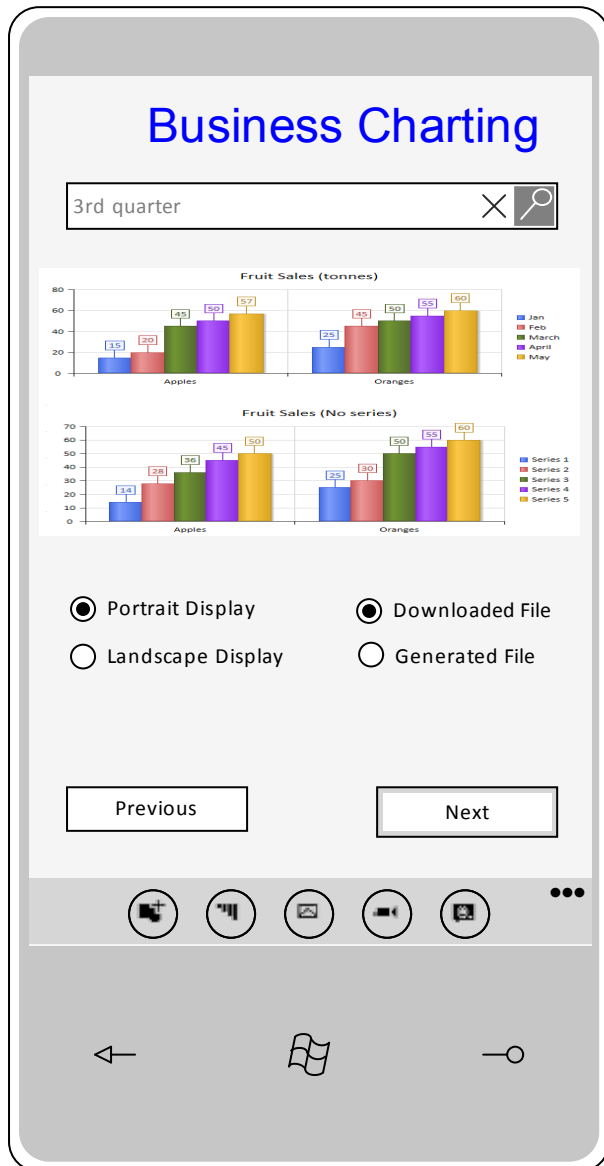 Business Charting
3rd quarter
Fruit Sales (tonnes)
80
60
40
20
0
15
20
45
50
57
25
45
50
55
60
Apples
Oranges
Jan
Feb
March
April
May
Fruit Sales (No series)
70
60
50
40
30
20
10
0
14
28
36
45
50
25
30
50
55
60
Apples
Oranges
Series 1
Series 2
Series 3
Series 4
Series 5
Portrait Display
Downloaded File
Landscape Display
Generated File
Previous
Next